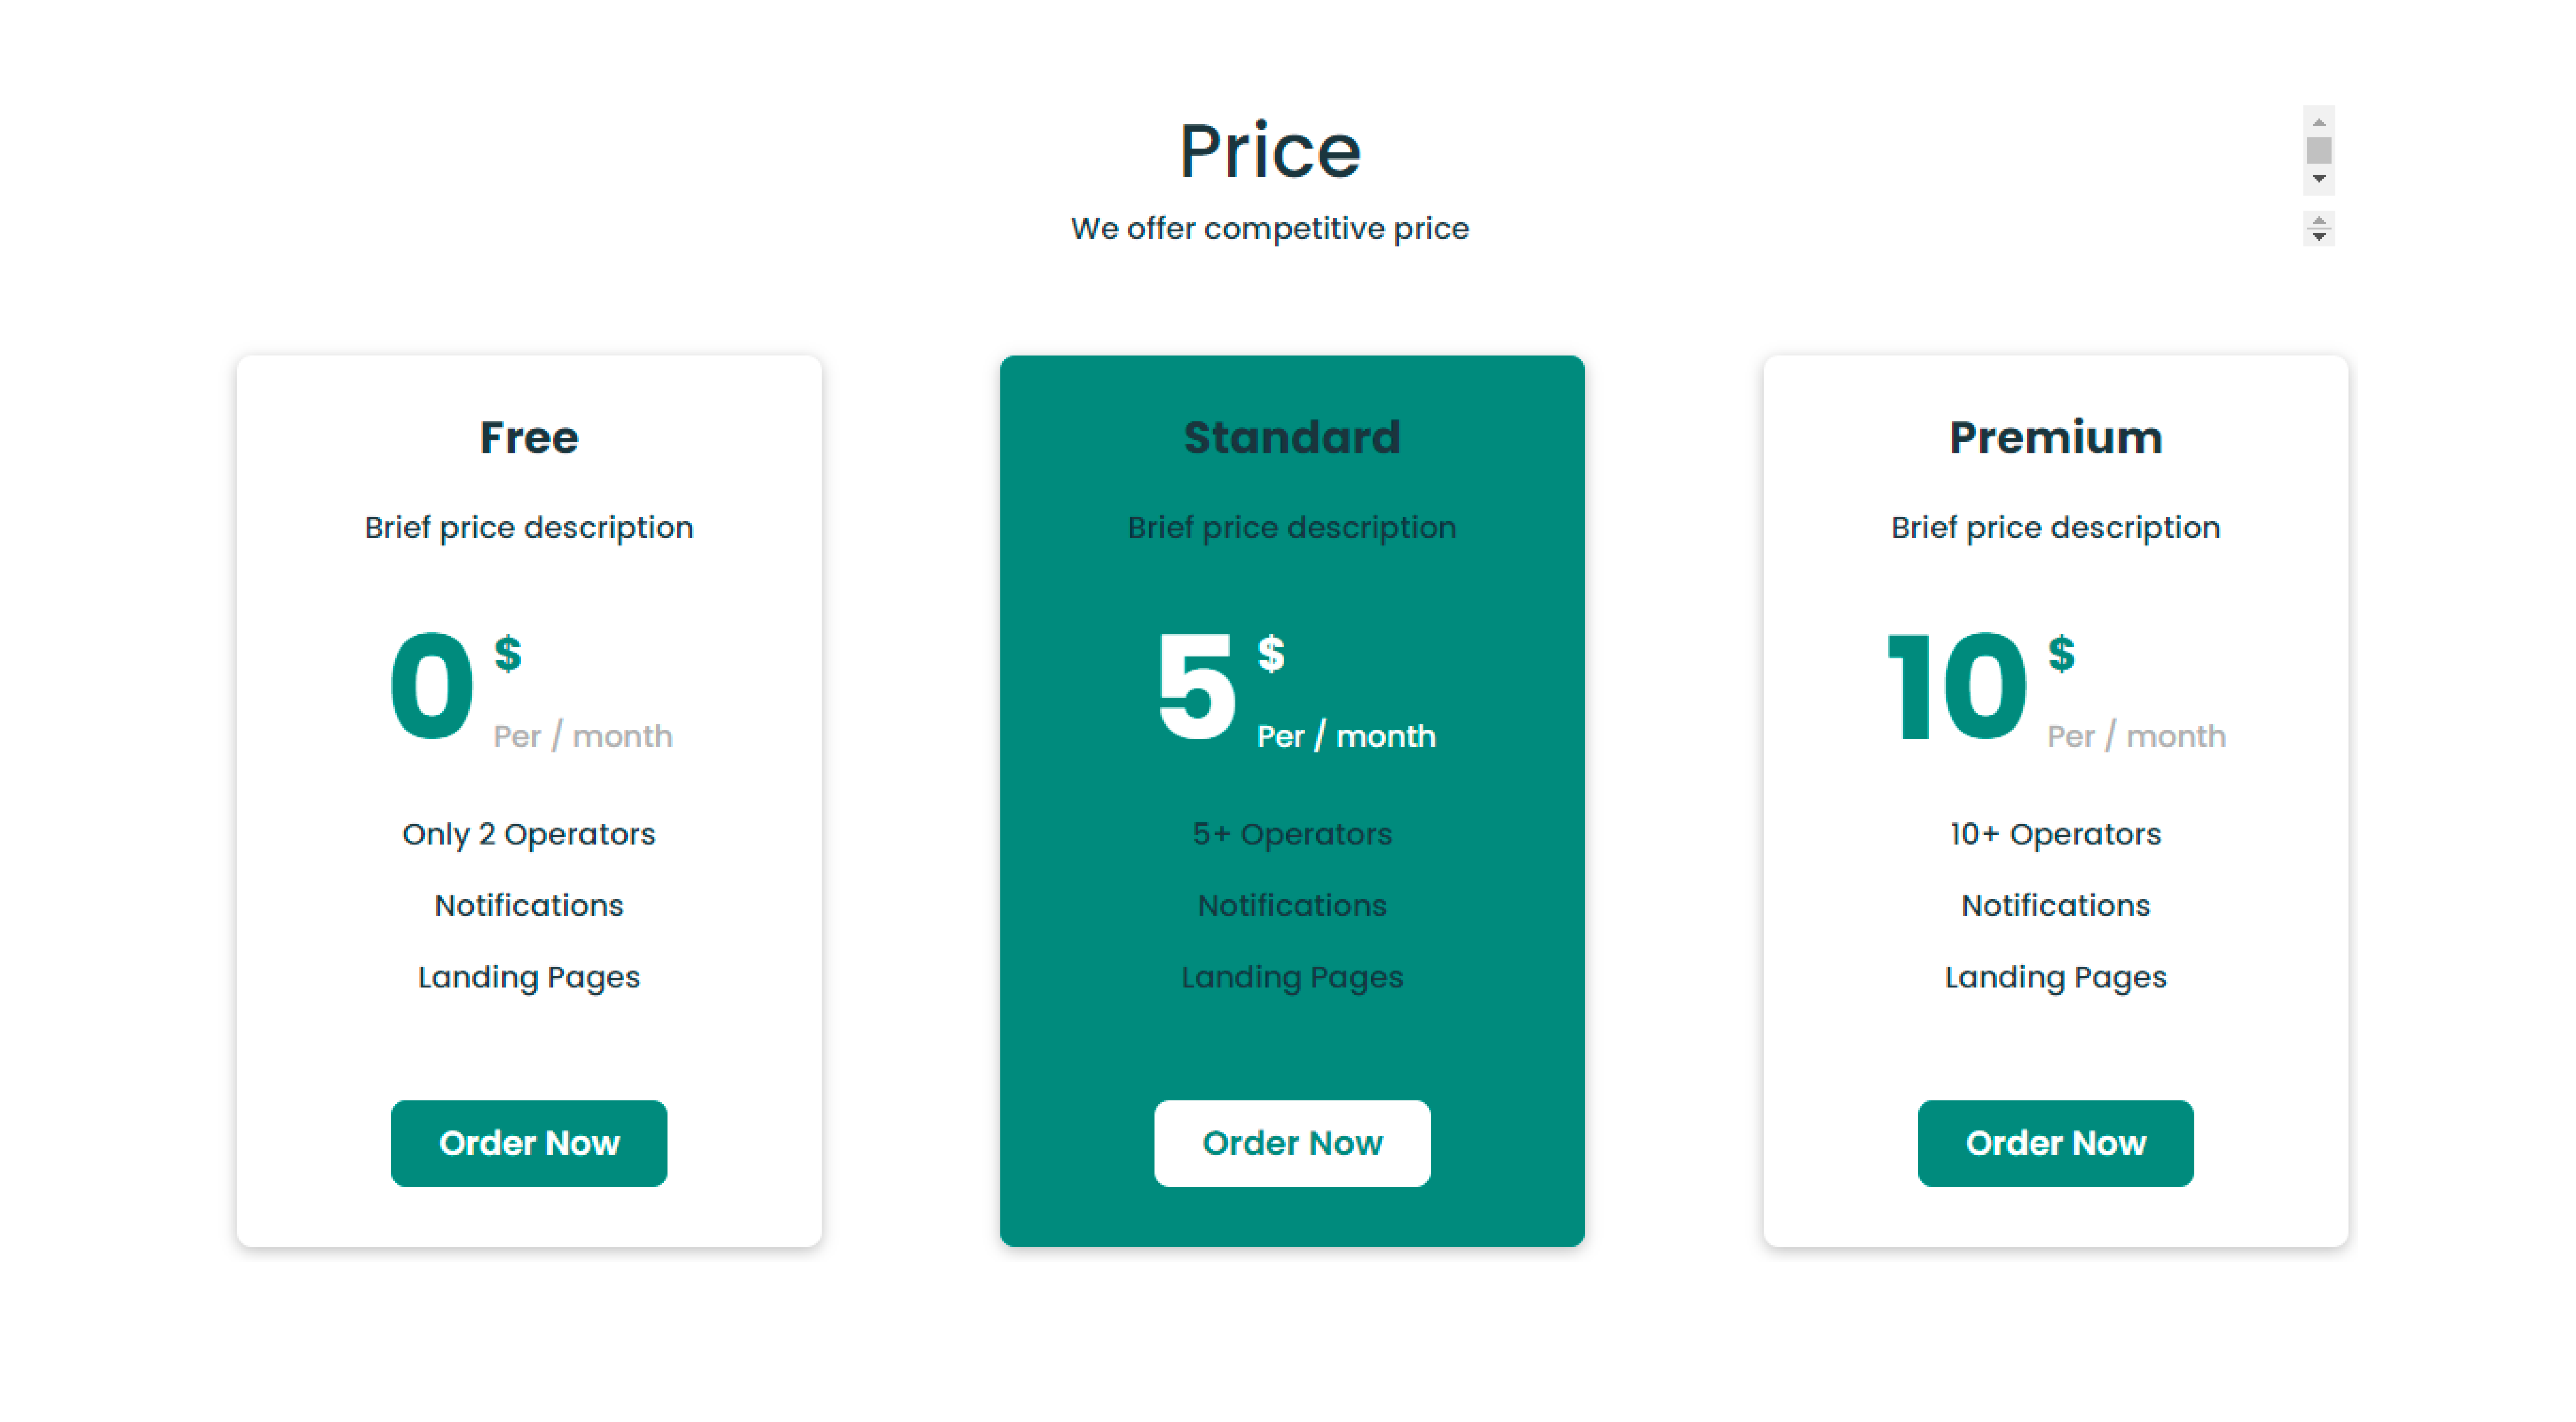 Price
We offer competitive price
Free
Brief price description
0 $
Per / month
Only 2 Operators
Notifications
Landing Pages
Order Now
Standard
Brief price description
5 $
Per / month
5+ Operators
Notifications
Landing Pages
Order Now
Premium
Brief price description
10 $
Per / month
10+ Operators
Notifications
Landing Pages
Order Now